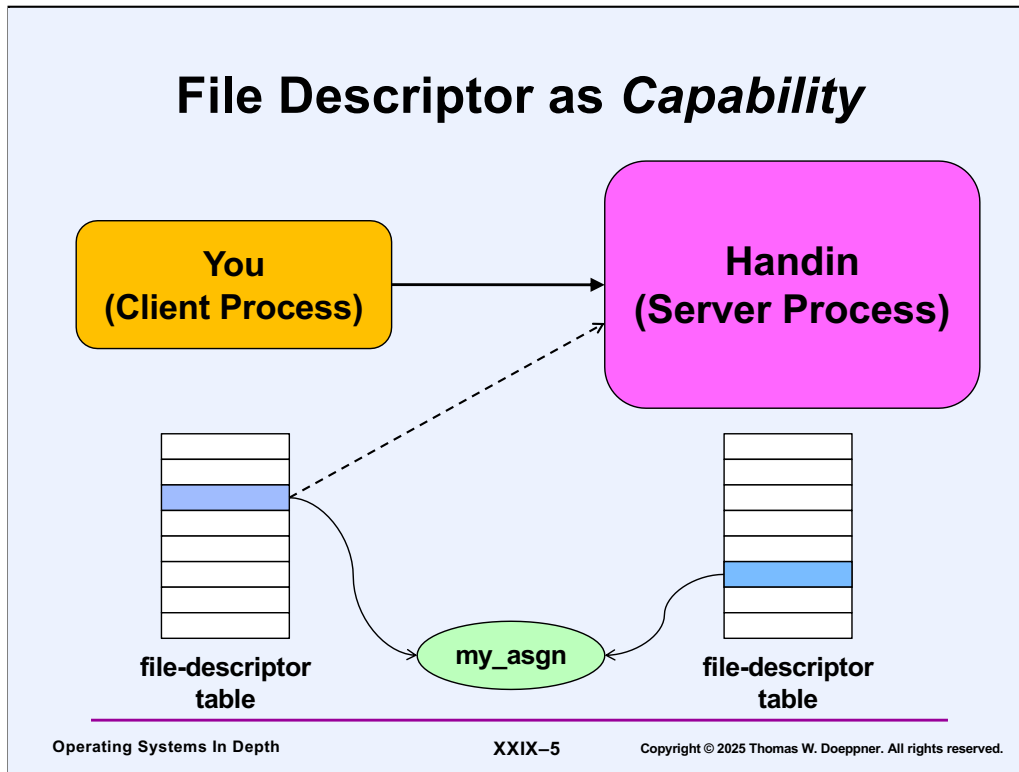 File Descriptor as Capability
You
(Client Process)
Handin
(Server Process)
my_asgn
file-descriptor
table
file-descriptor
table
Operating Systems In Depth
XXIX–5
Copyright © 2025 Thomas W. Doeppner. All rights reserved.